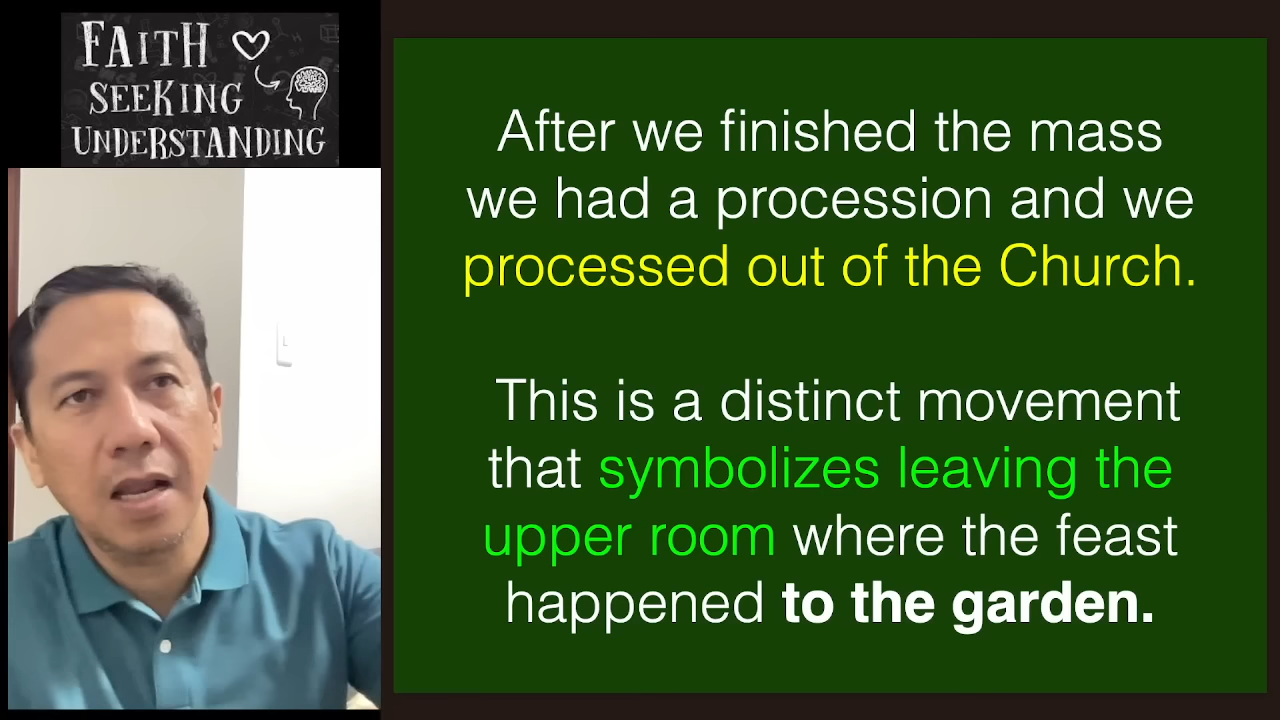 FAITH
SEEKING
UNDERSTANDING
After we finished the mass
we had a procession and we
processed out of the Church.
This is a distinct movement
that symbolizes leaving the
upper room where the feast
happened to the garden.